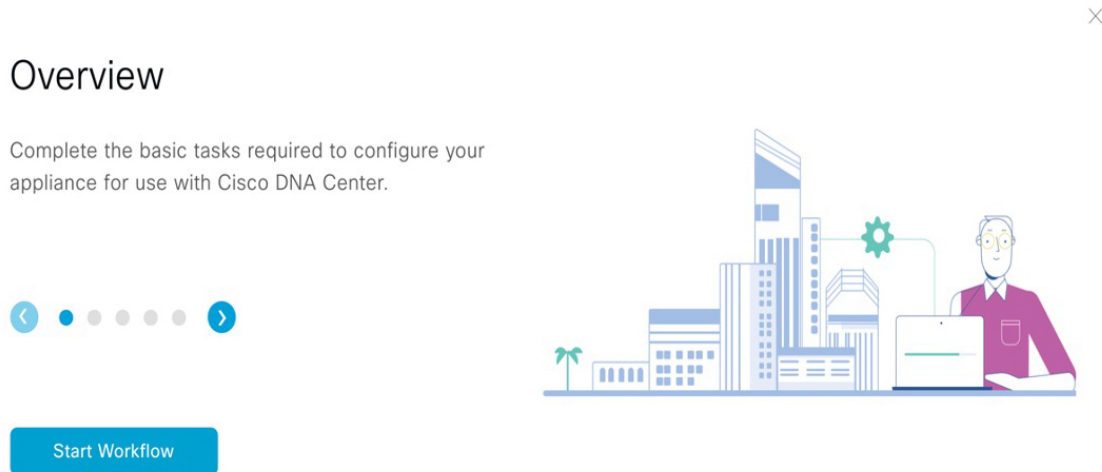 Overview
Complete the basic tasks required to configure your
appliance for use with Cisco DNA Center.
Start Workflow